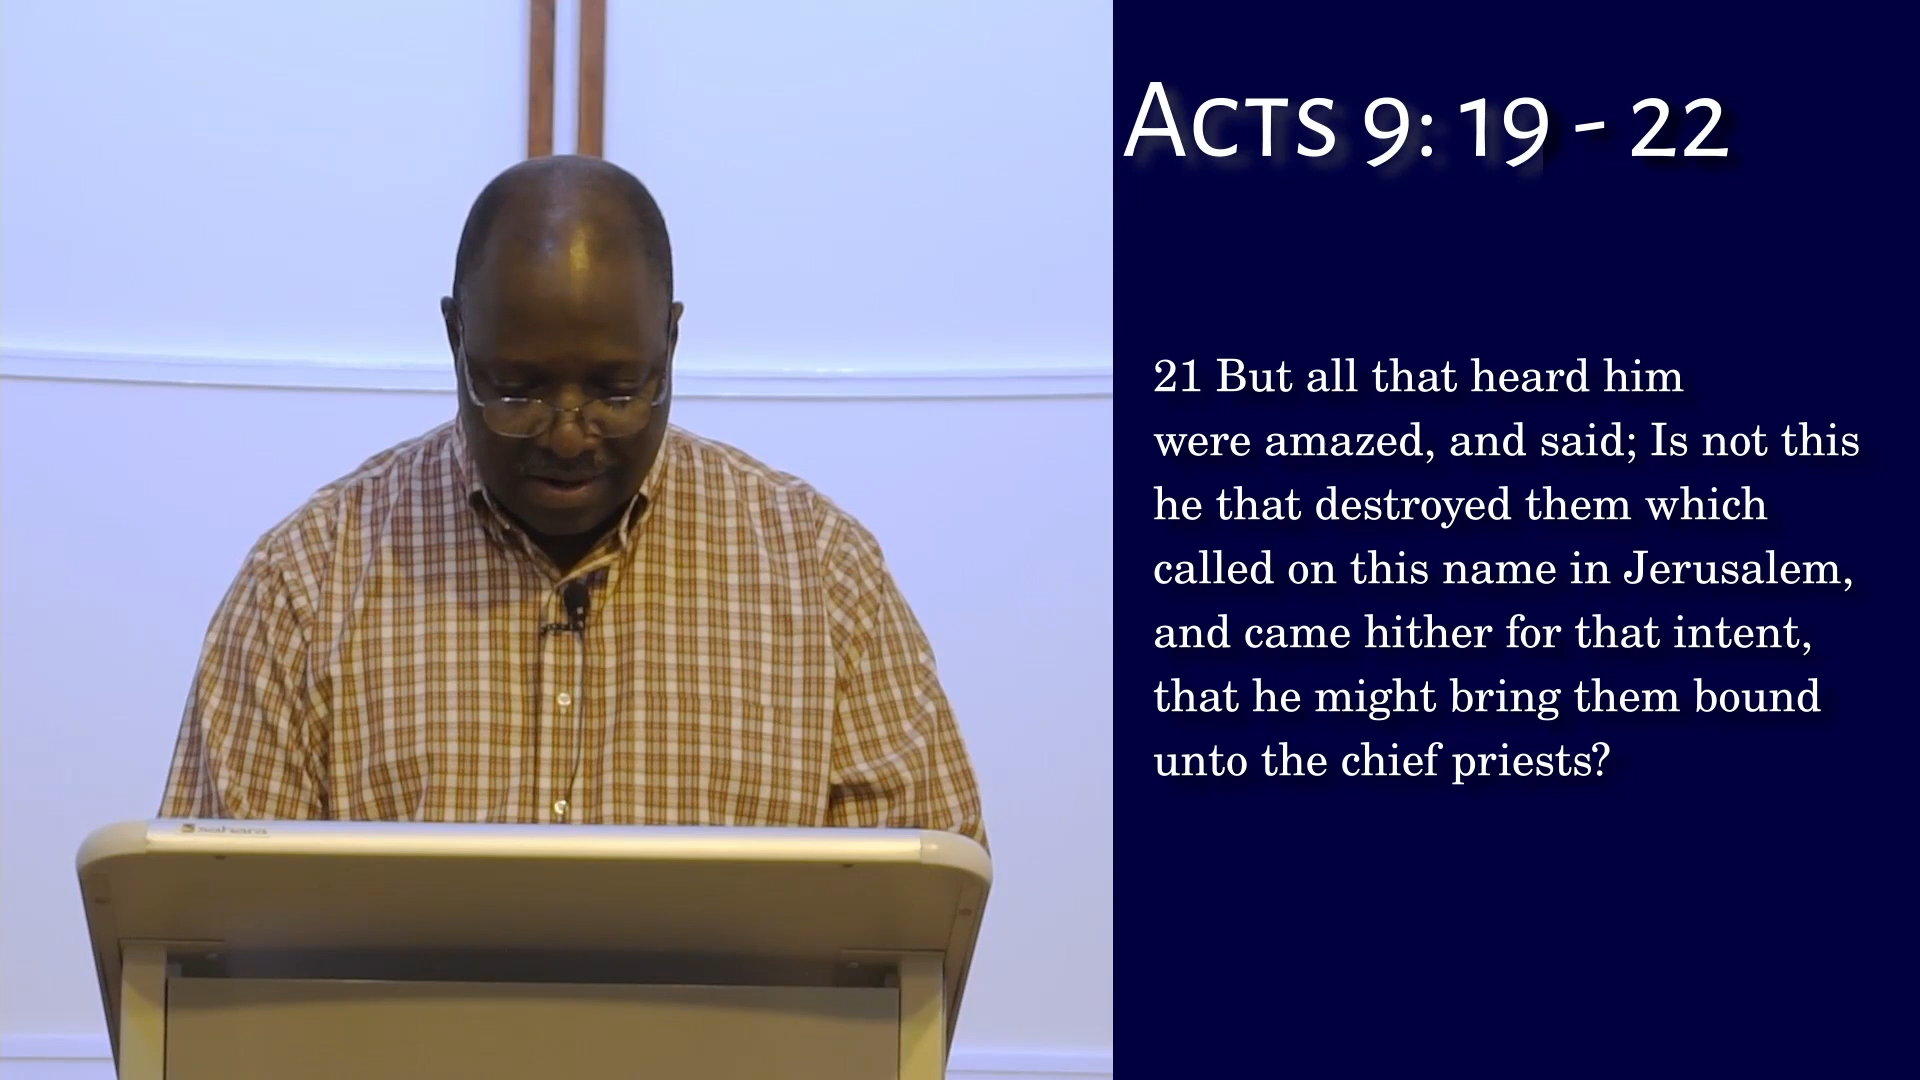 sahara
ACTS 9: 19 - 22
21 But all that heard him
were amazed, and said; Is not this
he that destroyed them which
called on this name in Jerusalem,
and came hither for that intent,
that he might bring them bound
unto the chief priests?